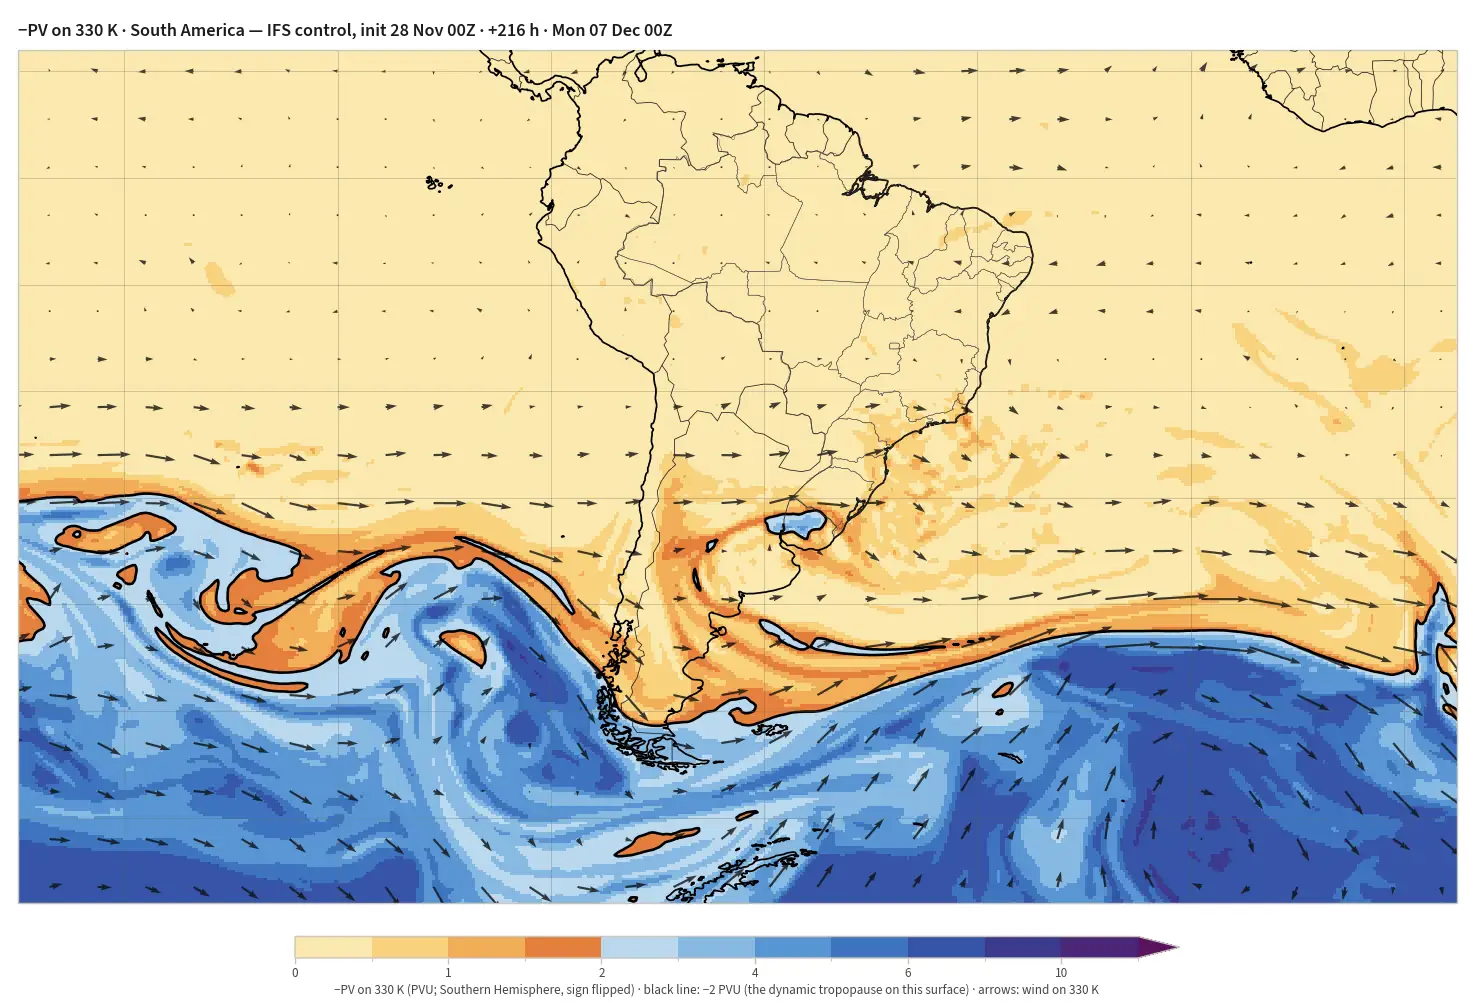 −PV on 330 K · South America — IFS control, init 28 Nov 00Z · +216 h · Mon 07 Dec 00Z
0 1 2 4 6 10
−PV on 330 K (PVU; Southern Hemisphere, sign flipped) · black line: −2 PVU (the dynamic tropopause on this surface) · arrows: wind on 330 K